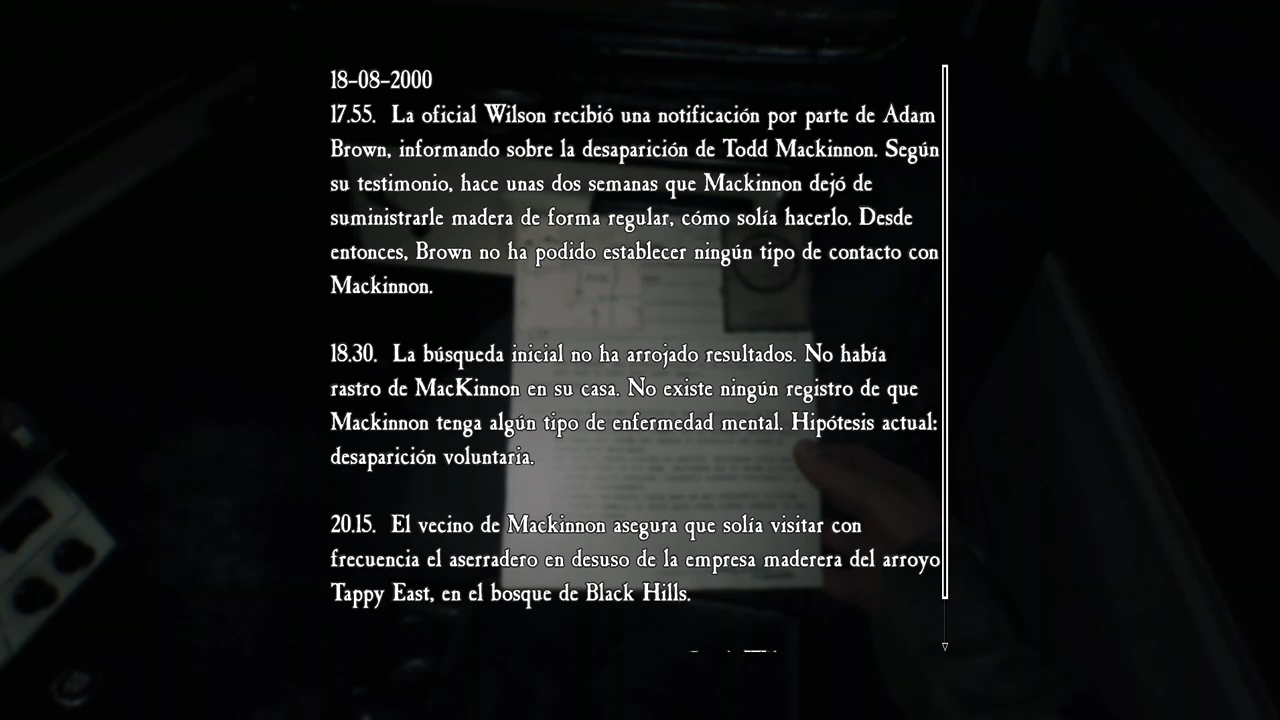 18-08-2000
17.55. La oficial Wilson recibió una notificación por parte de Adam
Brown, informando sobre la desaparición de Todd Mackinnon. Según
su testimonio, hace unas dos semanas que Mackinnon dejó de
suministrarle madera de forma regular, cómo solía hacerlo. Desde
entonces, Brown no ha podido establecer ningún tipo de contacto con
Mackinnon.
18.30. La búsqueda inicial no ha arrojado resultados. No había
rastro de MacKinnon en su casa. No existe ningún registro de que
Mackinnon tenga algún tipo de enfermedad mental. Hipótesis actual:
desaparición voluntaria.
20.15. El vecino de Mackinnon asegura que solía visitar con
frecuencia el aserradero en desuso de la empresa maderera del arroyo
Tappy East, en el bosque de Black Hills.